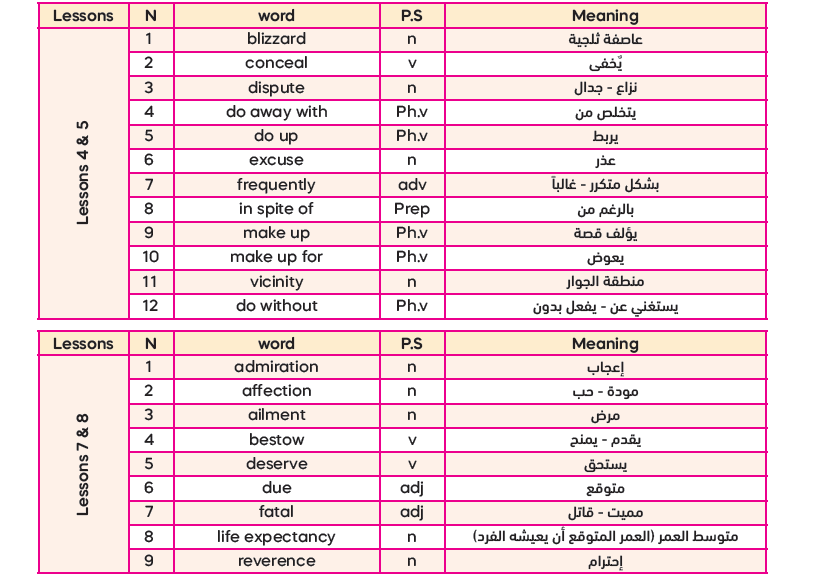 Lessons N word P.S Meaning
Lessons 4 & 5
1 blizzard n عاصفة ثلجية
2 conceal v يُخفى
3 dispute n نزاع - جدال
4 do away with Ph.v يتخلص من
5 do up Ph.v يربط
6 excuse n عذر
7 frequently adv بشكل متكرر - غالباً
8 in spite of Prep بالرغم من
9 make up Ph.v يؤلف قصة
10 make up for Ph.v يعوض
11 vicinity n منطقة الجوار
12 do without Ph.v يستغني عن - يفعل بدون
Lessons N word P.S Meaning
Lessons 7 & 8
1 admiration n إعجاب
2 affection n مودة - حب
3 ailment n مرض
4 bestow v يقدم - يمنح
5 deserve v يستحق
6 due adj متوقع
7 fatal adj مميت - قاتل
8 life expectancy n متوسط العمر (العمر المتوقع أن يعيشه الفرد)
9 reverence n إحترام